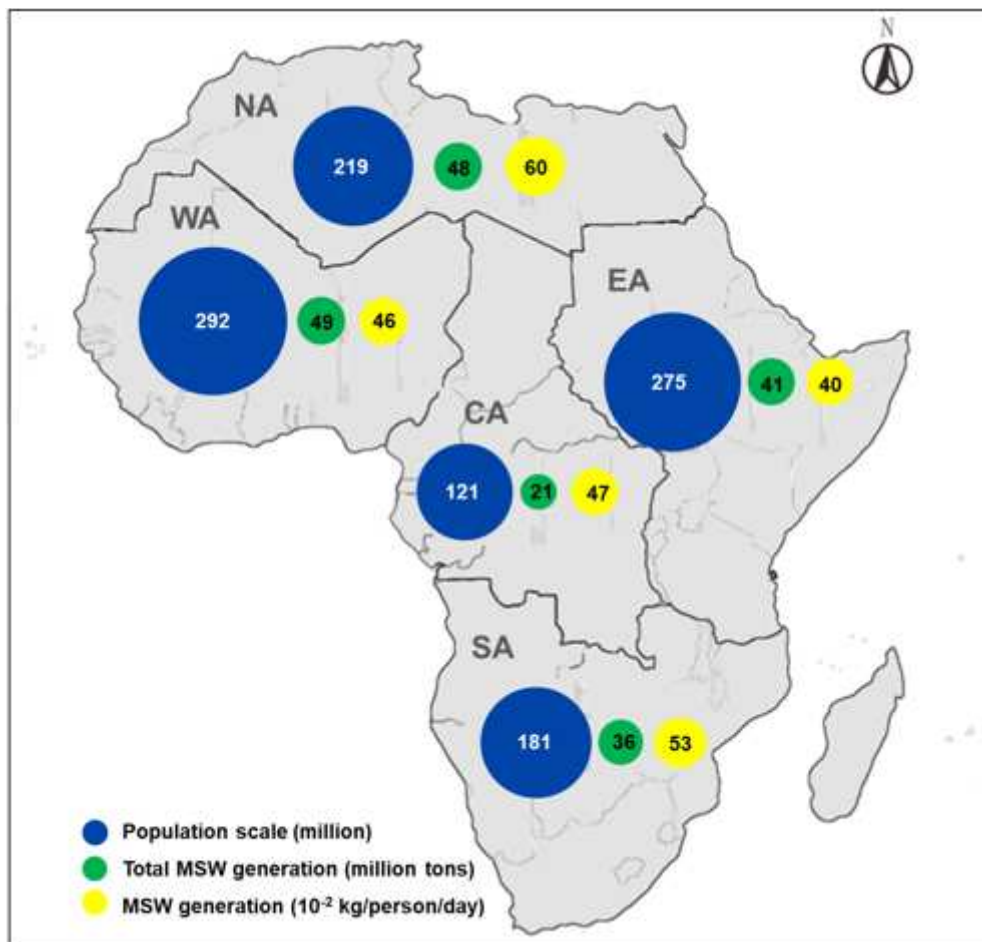 N
NA
219 48 60
WA
292 49 46
EA
275 41 40
CA
121 21 47
SA
181 36 53
Population scale (million)
Total MSW generation (million tons)
MSW generation (10⁻² kg/person/day)